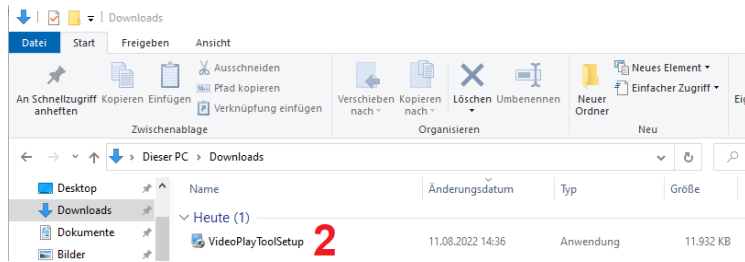 Downloads
Datei Start Freigeben Ansicht
An Schnellzugriff anheften
Kopieren
Einfügen
Ausschneiden
Pfad kopieren
Verknüpfung einfügen
Zwischenablage
Verschieben nach
Kopieren nach
Löschen
Umbenennen
Organisieren
Neuer Ordner
Neues Element
Einfacher Zugriff
Neu
Dieser PC > Downloads
Desktop
Downloads
Dokumente
Bilder
Name Änderungsdatum Typ Größe
Heute (1)
VideoPlayToolSetup 2 11.08.2022 14:36 Anwendung 11.932 KB